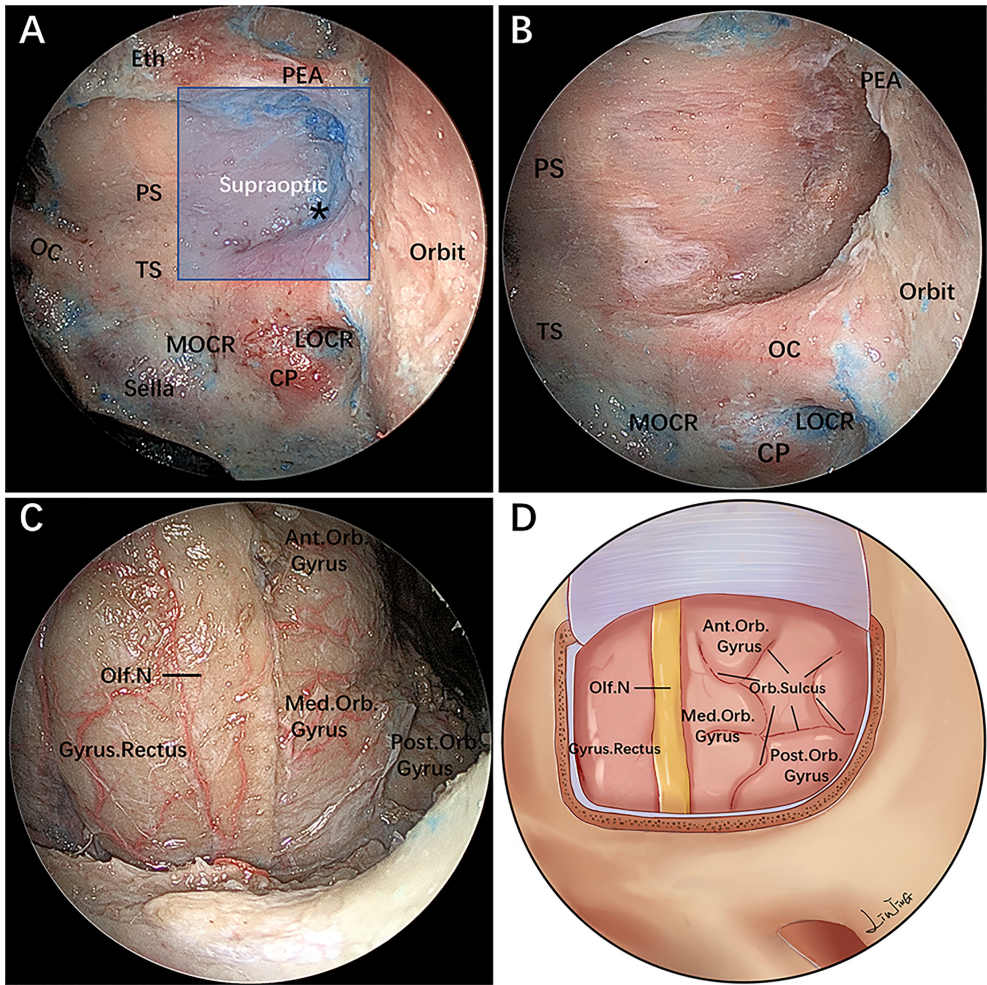 A
Eth
PEA
Supraoptic
*
PS
OC
TS
Orbit
MOCR
LOCR
CP
Sella
B
PEA
PS
Orbit
TS
OC
MOCR
LOCR
CP
C
Ant.Orb.
Gyrus
Olf.N
Med.Orb.
Gyrus
Gyrus.Rectus
Post.Orb.
Gyrus
D
Ant.Orb.
Gyrus
Olf.N
Orb.Sulcus
Med.Orb.
Gyrus
Gyrus.Rectus
Post.Orb.
Gyrus